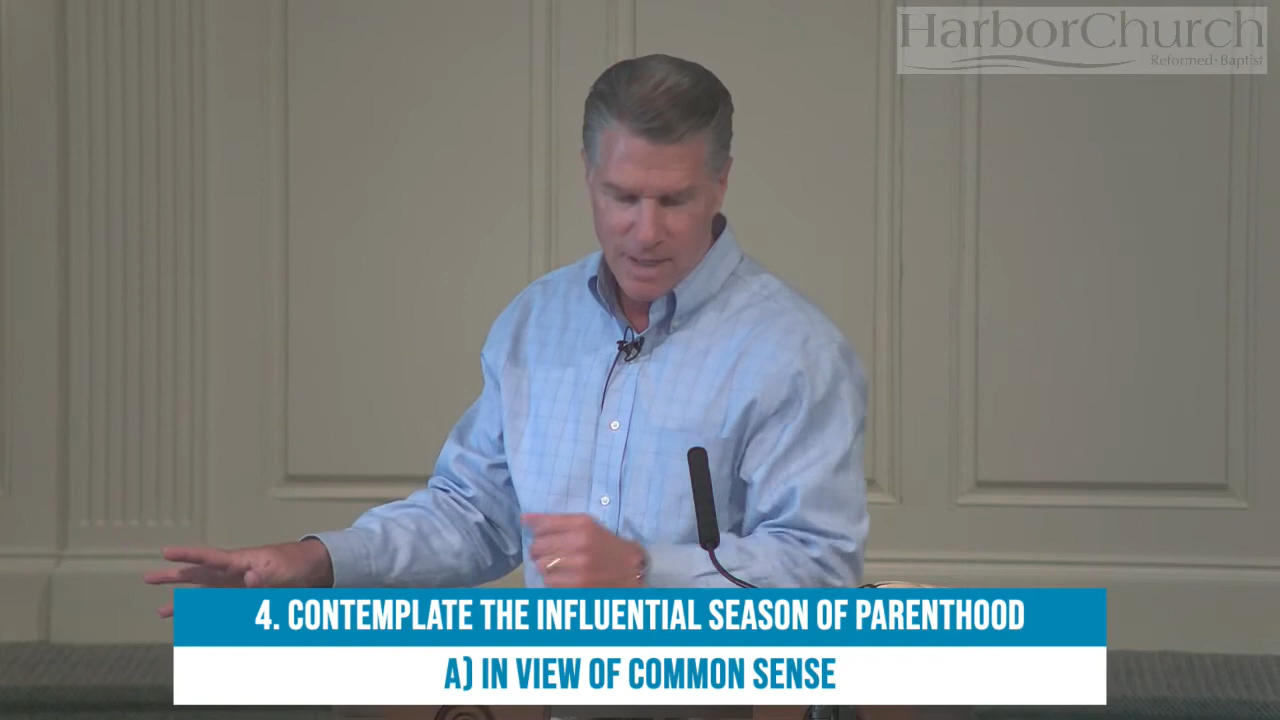 HarborChurch
Reformed•Baptist
4. CONTEMPLATE THE INFLUENTIAL SEASON OF PARENTHOOD
A) IN VIEW OF COMMON SENSE